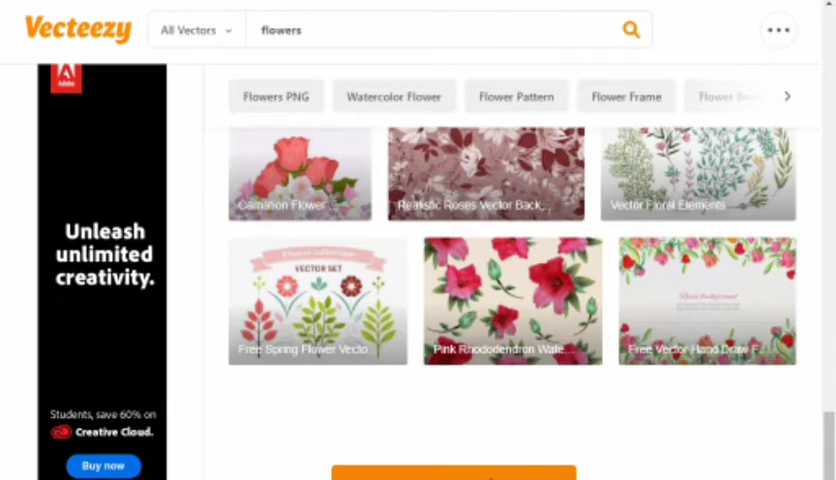 Vecteezy
All Vectors
flowers
Adobe
Flowers PNG
Watercolor Flower
Flower Pattern
Flower Frame
Flower
Carnation Flower
Realistic Roses Vector Back...
Vector Floral Elements
Unleash
unlimited
creativity.
VECTOR SET
Free Spring Flower Vecto
Pink Rhododendron Wate...
Free Vector Hand Draw F...
Students, save 60% on
Creative Cloud.
Buy now